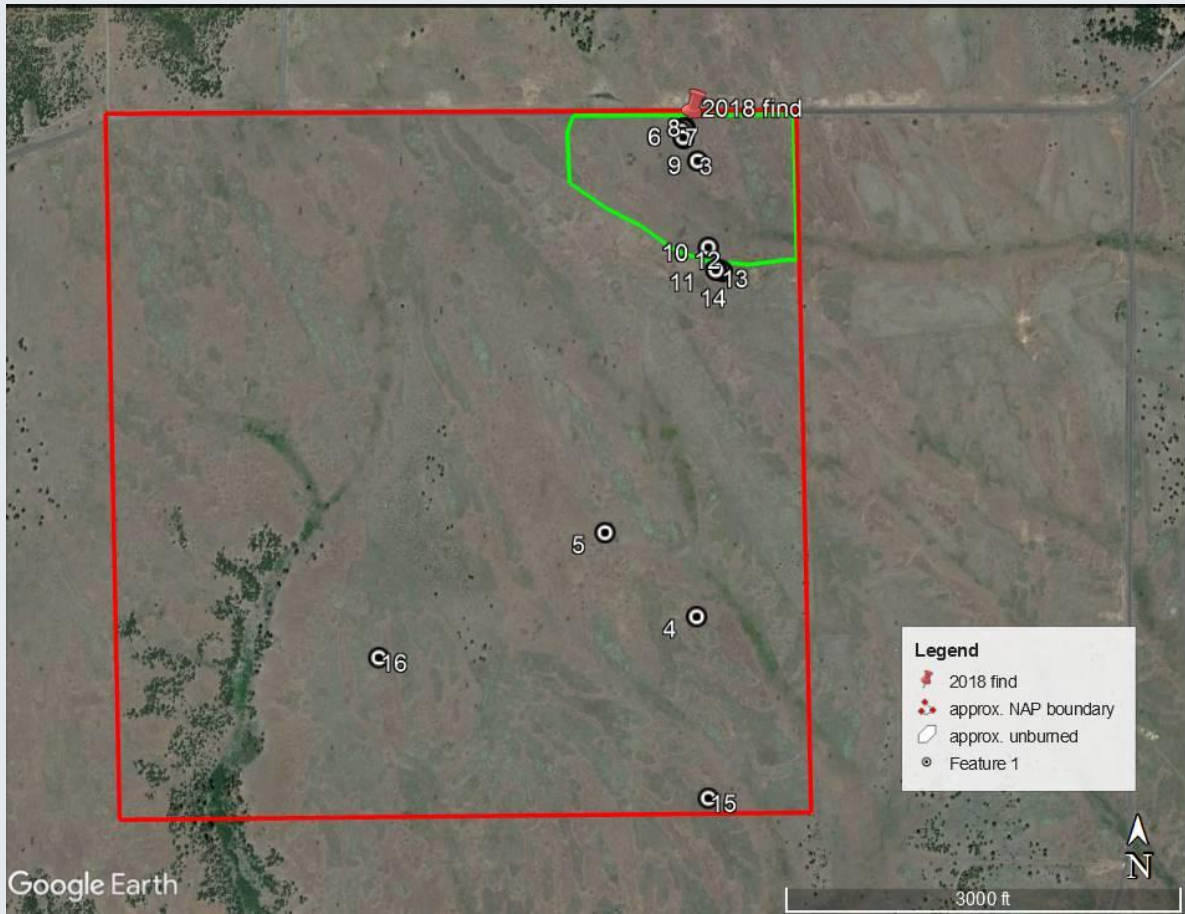 2018 find
8
6
7
9
3
10
12
11
13
14
5
4
16
15
Legend
2018 find
approx. NAP boundary
approx. unburned
Feature 1
N
Google Earth
3000 ft